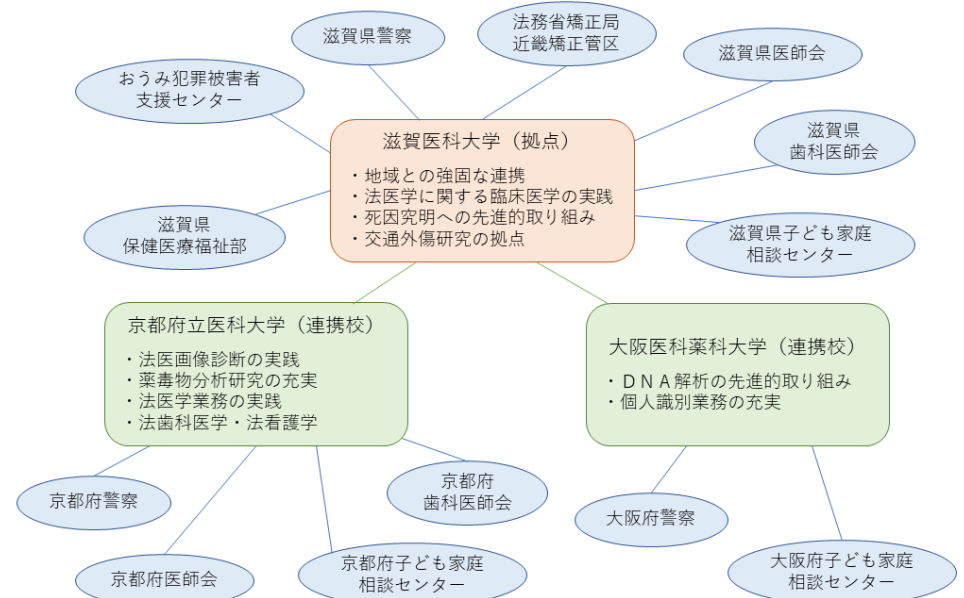 滋賀県警察
法務省矯正局
近畿矯正管区
滋賀県医師会
おうみ犯罪被害者
支援センター
滋賀県
歯科医師会
滋賀医科大学（拠点）
・地域との強固な連携
・法医学に関する臨床医学の実践
・死因究明への先進的取り組み
・交通外傷研究の拠点
滋賀県
保健医療福祉部
滋賀県子ども家庭
相談センター
京都府立医科大学（連携校）
・法医画像診断の実践
・薬毒物分析研究の充実
・法医学業務の実践
・法歯科医学・法看護学
大阪医科薬科大学（連携校）
・ＤＮＡ解析の先進的取り組み
・個人識別業務の充実
京都府警察
京都府
歯科医師会
大阪府警察
京都府医師会
京都府子ども家庭
相談センター
大阪府子ども家庭
相談センター